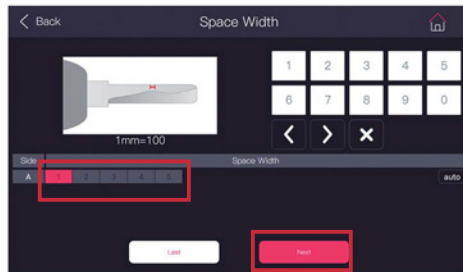 Back
Space Width
1 2 3 4 5
6 7 8 9 0
1mm=100
Side
Space Width
A 1 2 3 4 5
auto
Last
Next